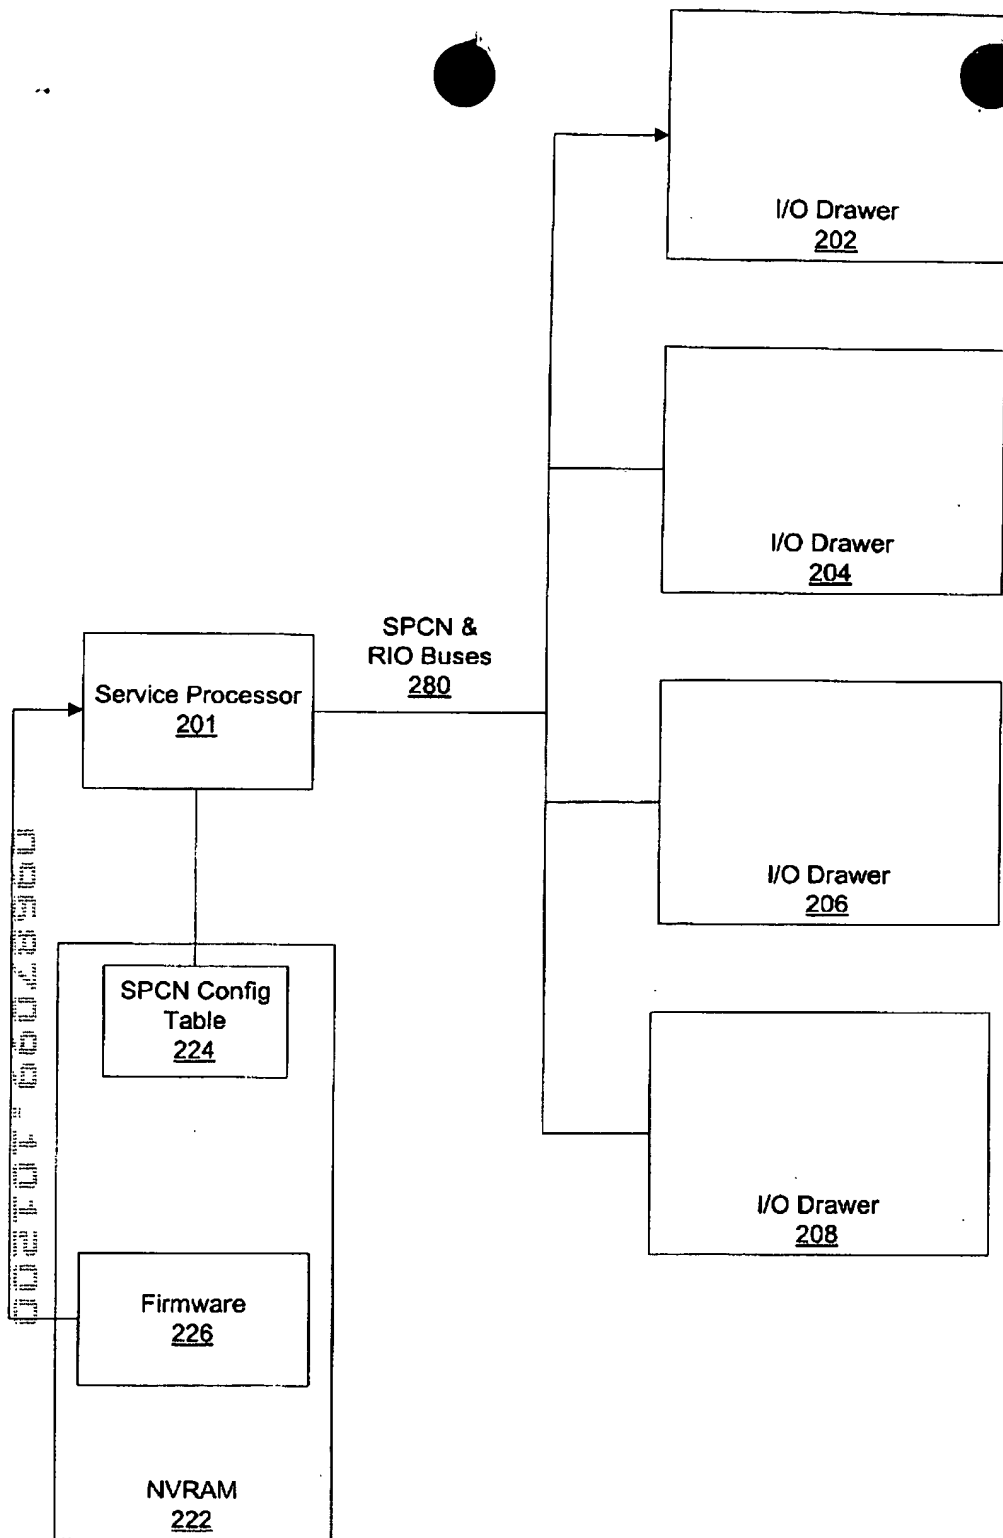 I/O Drawer
202
I/O Drawer
204
SPCN &
RIO Buses
280
Service Processor
201
I/O Drawer
206
SPCN Config
Table
224
I/O Drawer
208
Firmware
226
NVRAM
222